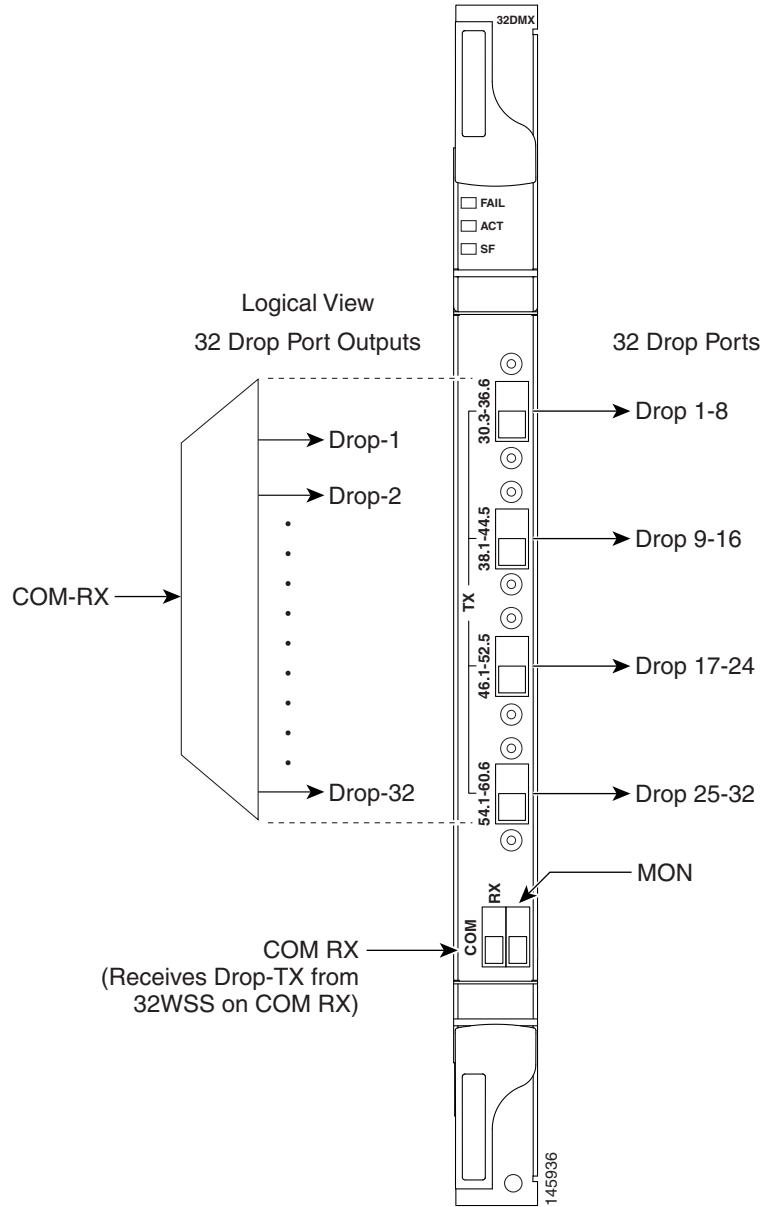 32DMX
FAIL
ACT
SF
Logical View
32 Drop Port Outputs
32 Drop Ports
30.3-36.6
Drop 1-8
Drop-1
Drop-2
38.1-44.5
Drop 9-16
COM-RX
TX
46.1-52.5
Drop 17-24
Drop-32
54.1-60.6
Drop 25-32
MON
RX
COM
COM RX
(Receives Drop-TX from
32WSS on COM RX)
145936